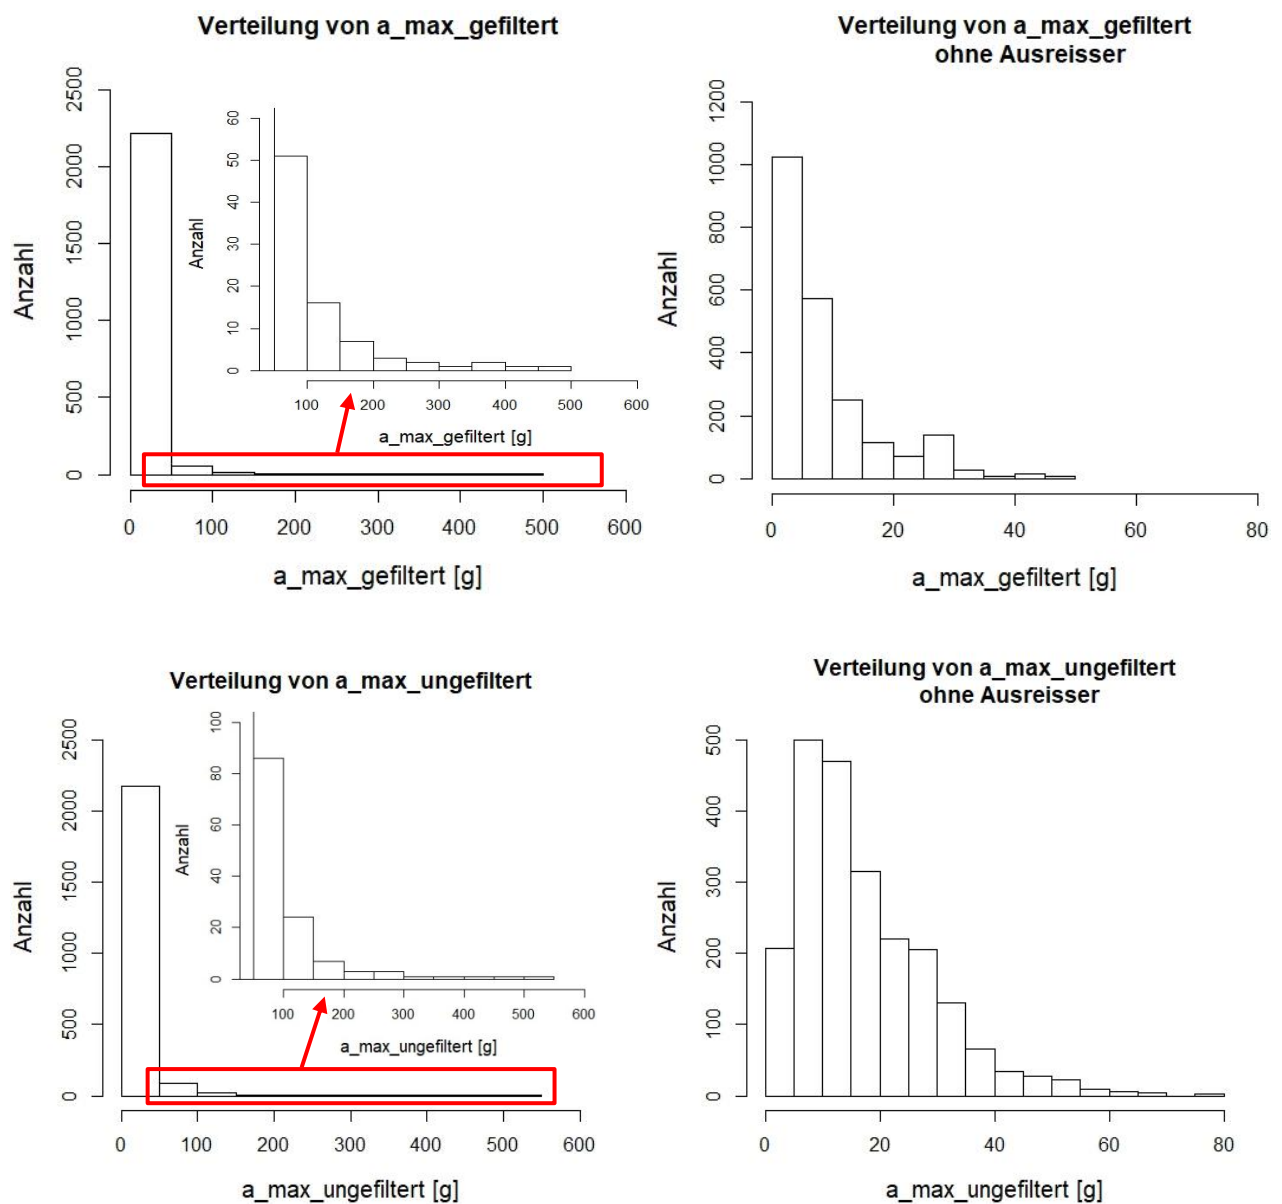 Verteilung von a_max_gefiltert
2500
2000
1500
1000
500
0
Anzahl
60
50
40
30
20
10
0
Anzahl
100 200 300 400 500 600
a_max_gefiltert [g]
0 100 200 300 400 500 600
a_max_gefiltert [g]
Verteilung von a_max_gefiltert
ohne Ausreisser
1200
1000
800
600
400
200
0
Anzahl
0 20 40 60 80
a_max_gefiltert [g]
Verteilung von a_max_ungefiltert
2500
2000
1500
1000
500
0
Anzahl
100
80
60
40
20
0
Anzahl
100 200 300 400 500 600
a_max_ungefiltert [g]
0 100 200 300 400 500 600
a_max_ungefiltert [g]
Verteilung von a_max_ungefiltert
ohne Ausreisser
500
400
300
200
100
0
Anzahl
0 20 40 60 80
a_max_ungefiltert [g]